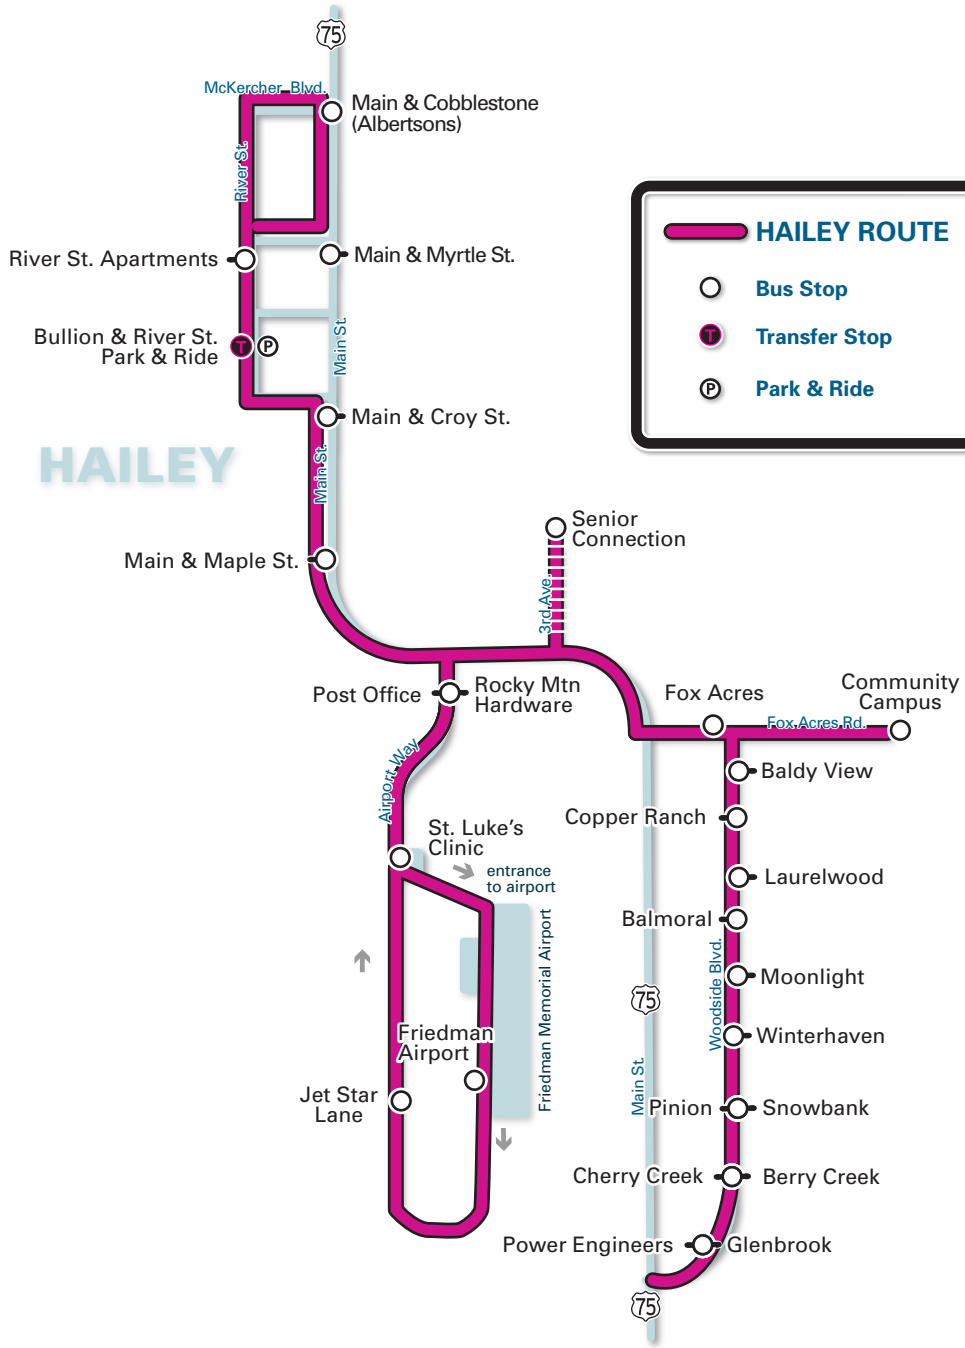 75
McKercher Blvd.
Main & Cobblestone
(Albertsons)
River St.
HAILEY ROUTE
River St. Apartments
Main & Myrtle St.
Bus Stop
Bullion & River St.
Park & Ride
T
P
Main St.
T
Transfer Stop
P
Park & Ride
Main & Croy St.
HAILEY
Main St.
Senior
Connection
Main & Maple St.
3rd Ave.
Post Office
Rocky Mtn
Hardware
Fox Acres
Community
Campus
Fox Acres Rd.
Airport Way
Baldy View
Copper Ranch
St. Luke's
Clinic
entrance
to airport
Laurelwood
Balmoral
Friedman Memorial Airport
Woodside Blvd.
Moonlight
75
Friedman
Airport
Winterhaven
Jet Star
Lane
Main St.
Pinion
Snowbank
Cherry Creek
Berry Creek
Power Engineers
Glenbrook
75